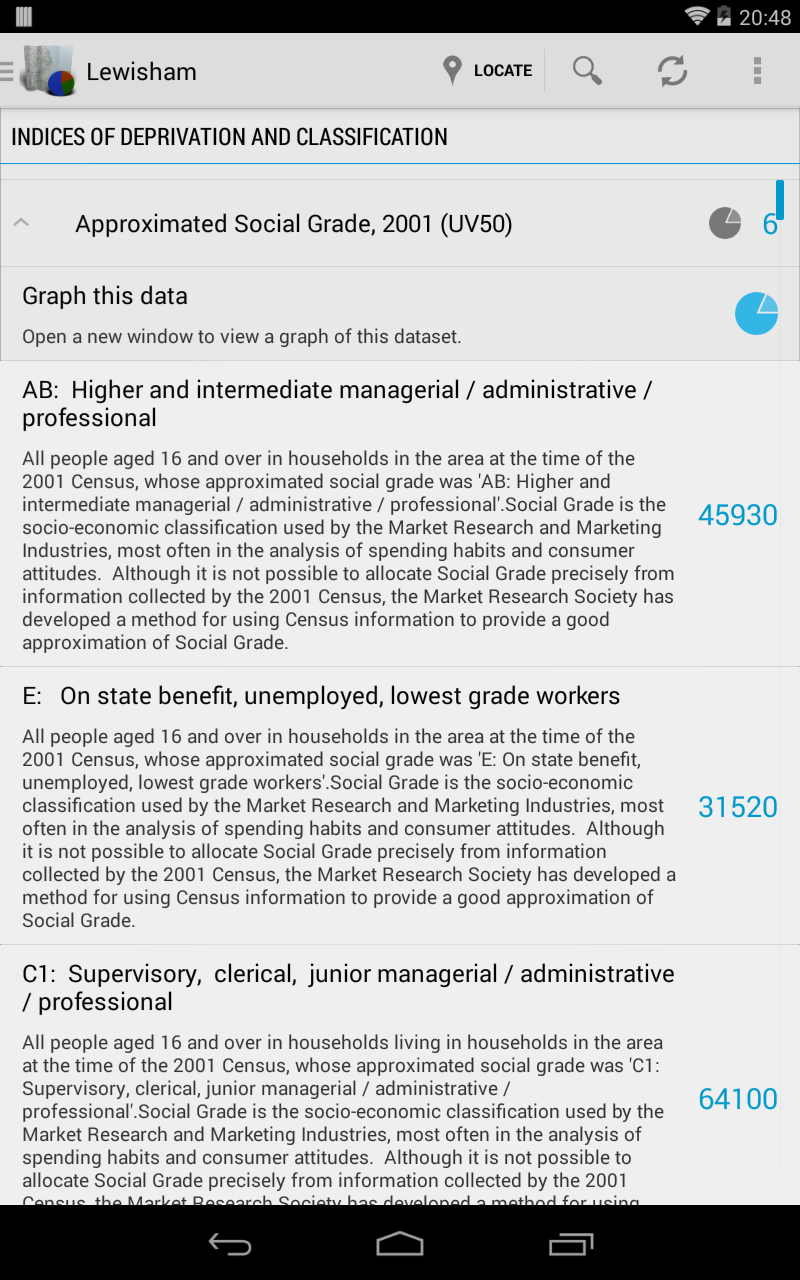 20:48
Lewisham
LOCATE
INDICES OF DEPRIVATION AND CLASSIFICATION
Approximated Social Grade, 2001 (UV50)
6
Graph this data
Open a new window to view a graph of this dataset.
AB:  Higher and intermediate managerial / administrative /
professional
All people aged 16 and over in households in the area at the time of the
2001 Census, whose approximated social grade was 'AB: Higher and
intermediate managerial / administrative / professional'.Social Grade is the
socio-economic classification used by the Market Research and Marketing
Industries, most often in the analysis of spending habits and consumer
attitudes.  Although it is not possible to allocate Social Grade precisely from
information collected by the 2001 Census, the Market Research Society has
developed a method for using Census information to provide a good
approximation of Social Grade.
45930
E:   On state benefit, unemployed, lowest grade workers
All people aged 16 and over in households in the area at the time of the
2001 Census, whose approximated social grade was 'E: On state benefit,
unemployed, lowest grade workers'.Social Grade is the socio-economic
classification used by the Market Research and Marketing Industries, most
often in the analysis of spending habits and consumer attitudes.  Although
it is not possible to allocate Social Grade precisely from information
collected by the 2001 Census, the Market Research Society has developed a
method for using Census information to provide a good approximation of
Social Grade.
31520
C1:  Supervisory,  clerical,  junior managerial / administrative
/ professional
All people aged 16 and over in households living in households in the area
at the time of the 2001 Census, whose approximated social grade was 'C1:
Supervisory, clerical, junior managerial / administrative /
professional'.Social Grade is the socio-economic classification used by the
Market Research and Marketing Industries, most often in the analysis of
spending habits and consumer attitudes.  Although it is not possible to
allocate Social Grade precisely from information collected by the 2001
Census, the Market Research Society has developed a method for using
64100